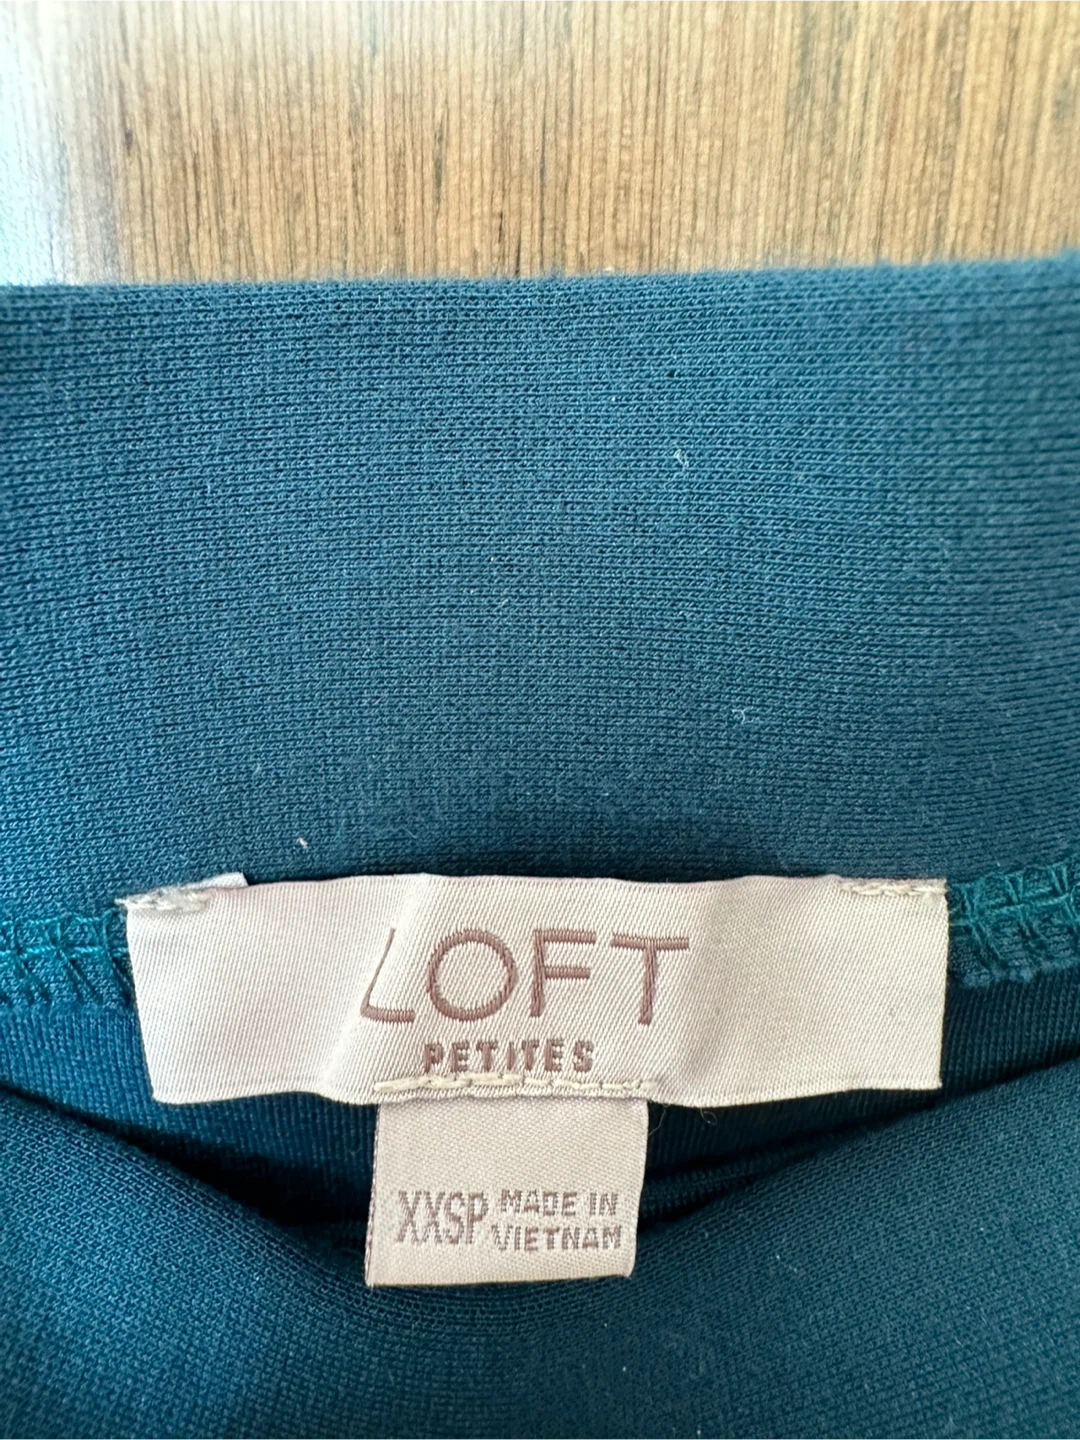 LOFT
PETITES
XXSP MADE IN
VIETNAM